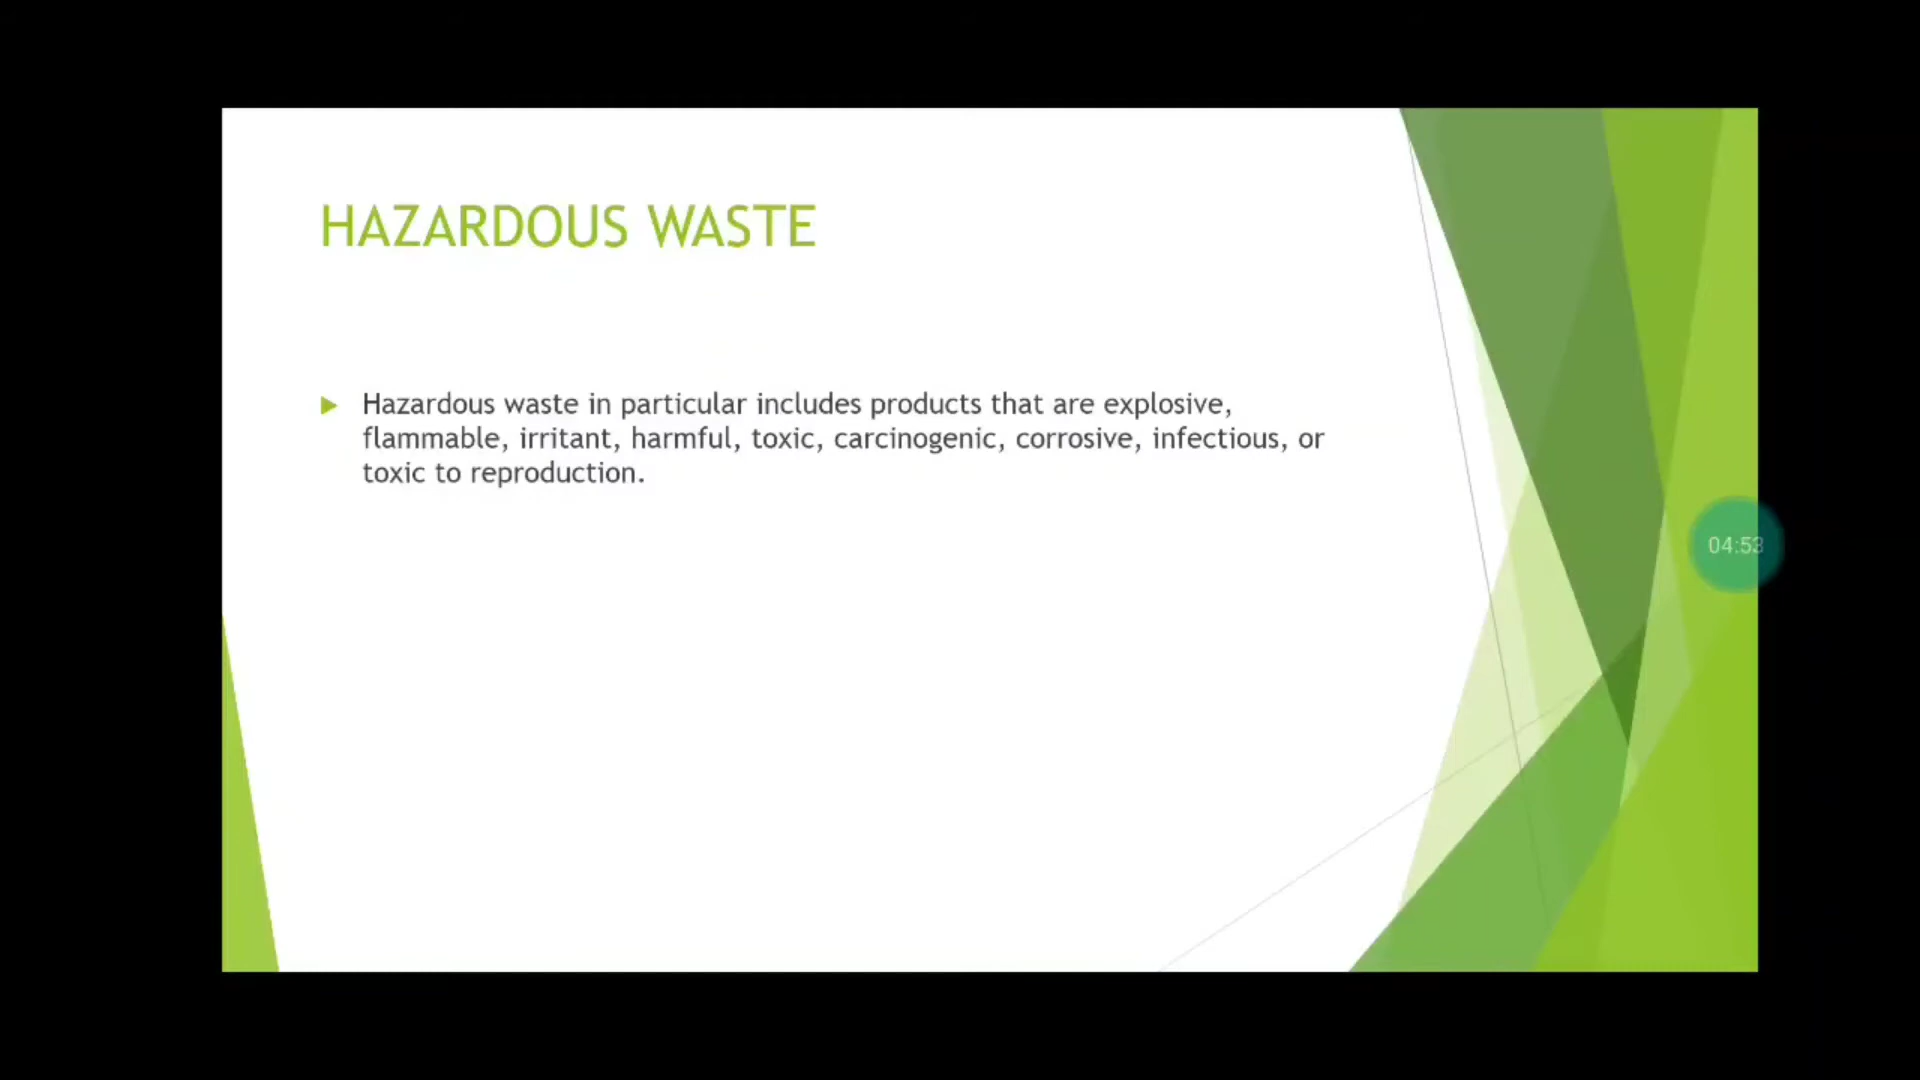 HAZARDOUS WASTE
Hazardous waste in particular includes products that are explosive,
flammable, irritant, harmful, toxic, carcinogenic, corrosive, infectious, or
toxic to reproduction.
04:53